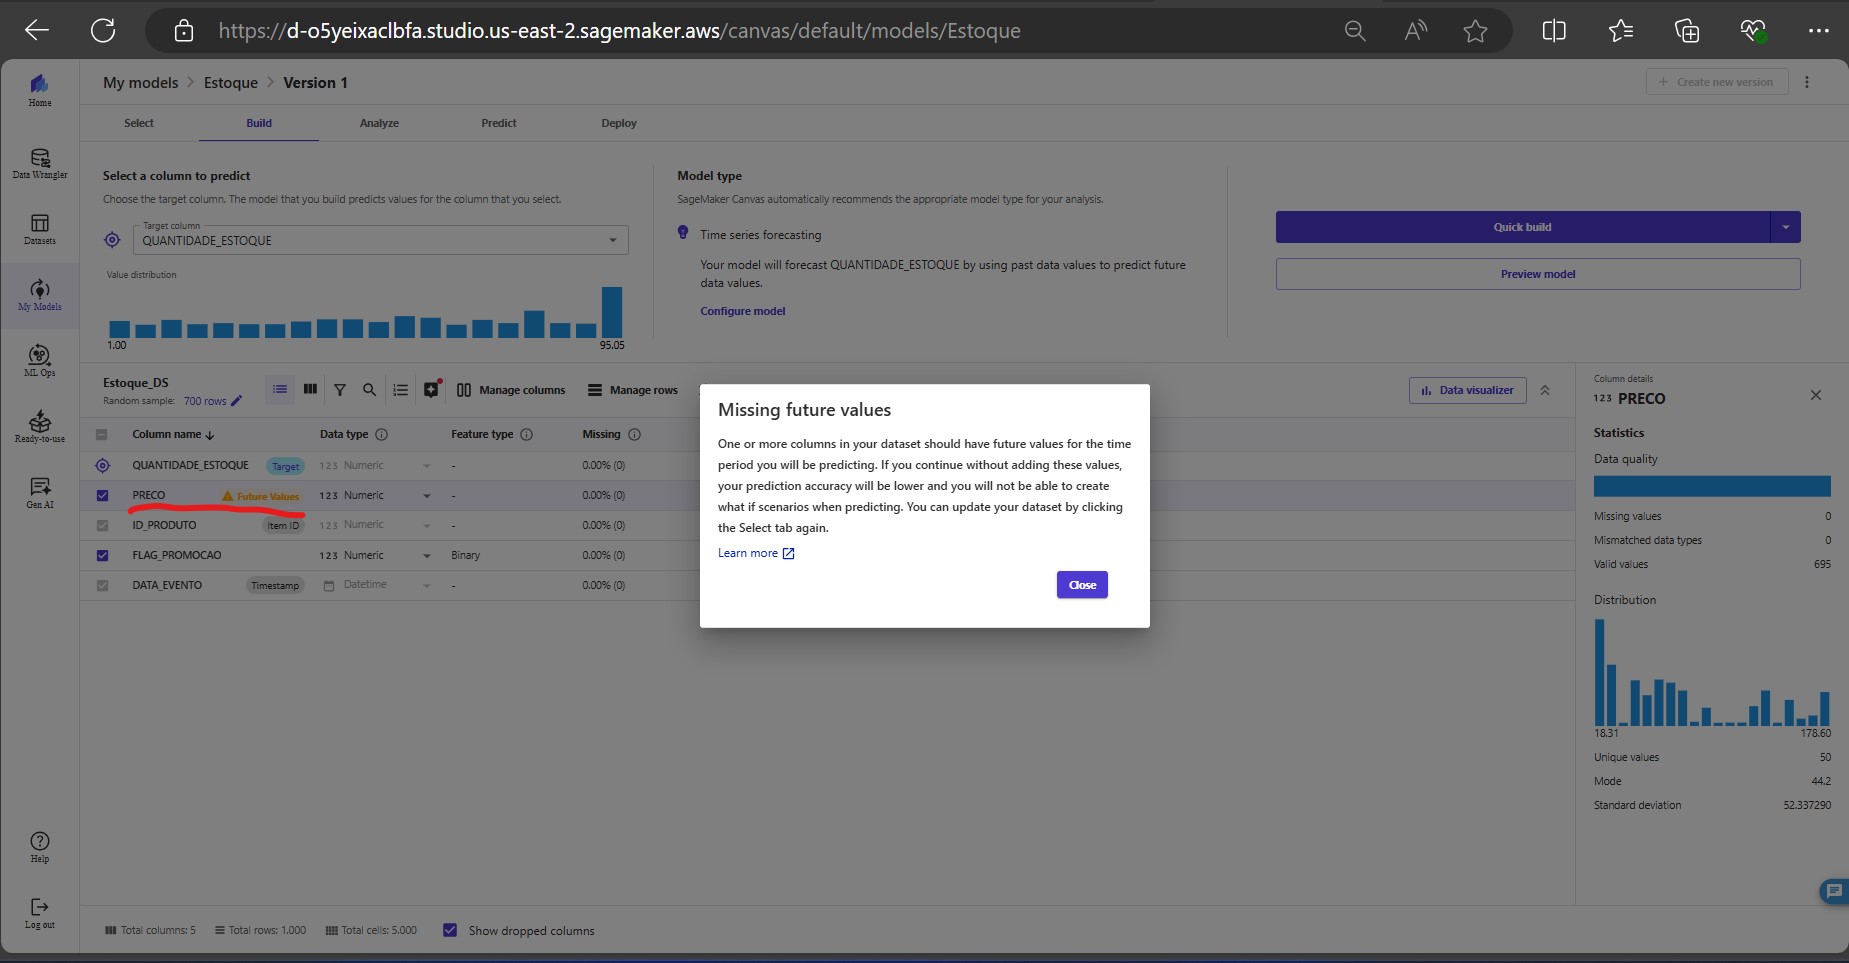 https://d-o5yeixaclbfa.studio.us-east-2.sagemaker.aws/canvas/default/models/Estoque
Home
Data Wrangler
Datasets
My Models
ML Ops
Ready-to-use
Gen AI
Help
Log out
My models > Estoque > Version 1
+ Create new version
Select
Build
Analyze
Predict
Deploy
Select a column to predict
Choose the target column. The model that you build predicts values for the column that you select.
Target column
QUANTIDADE_ESTOQUE
Value distribution
1.00
95.05
Model type
SageMaker Canvas automatically recommends the appropriate model type for your analysis.
Time series forecasting
Your model will forecast QUANTIDADE_ESTOQUE by using past data values to predict future
data values.
Configure model
Quick build
Preview model
Estoque_DS
Random sample: 700 rows
Manage columns
Manage rows
Data visualizer
Column name
Data type
Feature type
Missing
QUANTIDADE_ESTOQUE Target 123 Numeric - 0.00% (0)
PRECO Future Values 123 Numeric - 0.00% (0)
ID_PRODUTO Item ID 123 Numeric - 0.00% (0)
FLAG_PROMOCAO 123 Numeric Binary 0.00% (0)
DATA_EVENTO Timestamp Datetime - 0.00% (0)
Missing future values
One or more columns in your dataset should have future values for the time
period you will be predicting. If you continue without adding these values,
your prediction accuracy will be lower and you will not be able to create
what if scenarios when predicting. You can update your dataset by clicking
the Select tab again.
Learn more
Close
Column details
123 PRECO
Statistics
Data quality
Missing values 0
Mismatched data types 0
Valid values 695
Distribution
18.31
178.60
Unique values 50
Mode 44.2
Standard deviation 52.337290
Total columns: 5
Total rows: 1.000
Total cells: 5.000
Show dropped columns